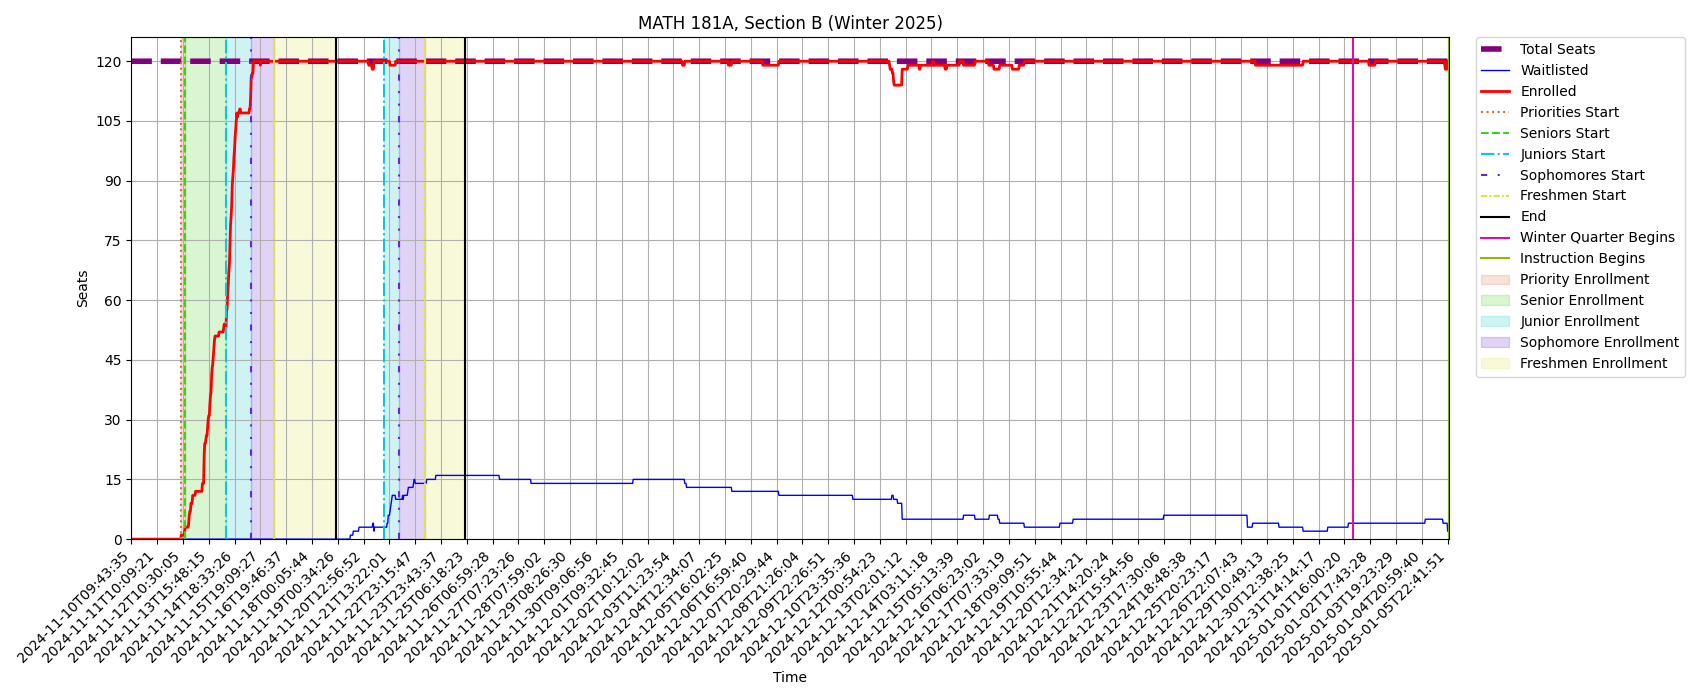 MATH 181A, Section B (Winter 2025)
Seats
120
105
90
75
60
45
30
15
0
2024-11-10T09:43:35
2024-11-11T10:09:21
2024-11-12T10:30:05
2024-11-13T15:48:15
2024-11-14T18:33:26
2024-11-15T19:09:27
2024-11-16T19:46:37
2024-11-18T00:05:44
2024-11-19T00:34:26
2024-11-20T12:56:52
2024-11-21T13:22:01
2024-11-22T23:15:47
2024-11-23T23:43:37
2024-11-25T06:18:23
2024-11-26T06:59:28
2024-11-27T07:23:26
2024-11-28T07:59:02
2024-11-29T08:26:30
2024-11-30T09:06:56
2024-12-01T09:32:45
2024-12-02T10:12:02
2024-12-03T11:23:54
2024-12-04T12:34:07
2024-12-05T16:02:25
2024-12-06T16:59:40
2024-12-07T20:29:44
2024-12-08T21:26:04
2024-12-09T22:26:51
2024-12-10T23:35:36
2024-12-12T00:54:23
2024-12-13T02:01:12
2024-12-14T03:11:18
2024-12-15T05:13:39
2024-12-16T06:23:02
2024-12-17T07:33:19
2024-12-18T09:09:51
2024-12-19T10:55:44
2024-12-20T12:34:21
2024-12-21T14:20:24
2024-12-22T15:54:56
2024-12-23T17:30:06
2024-12-24T18:48:38
2024-12-25T20:23:17
2024-12-26T22:07:43
2024-12-29T10:49:13
2024-12-30T12:38:25
2024-12-31T14:14:17
2025-01-01T16:00:20
2025-01-02T17:43:28
2025-01-03T19:23:29
2025-01-04T20:59:40
2025-01-05T22:41:51
Time
Total Seats
Waitlisted
Enrolled
Priorities Start
Seniors Start
Juniors Start
Sophomores Start
Freshmen Start
End
Winter Quarter Begins
Instruction Begins
Priority Enrollment
Senior Enrollment
Junior Enrollment
Sophomore Enrollment
Freshmen Enrollment